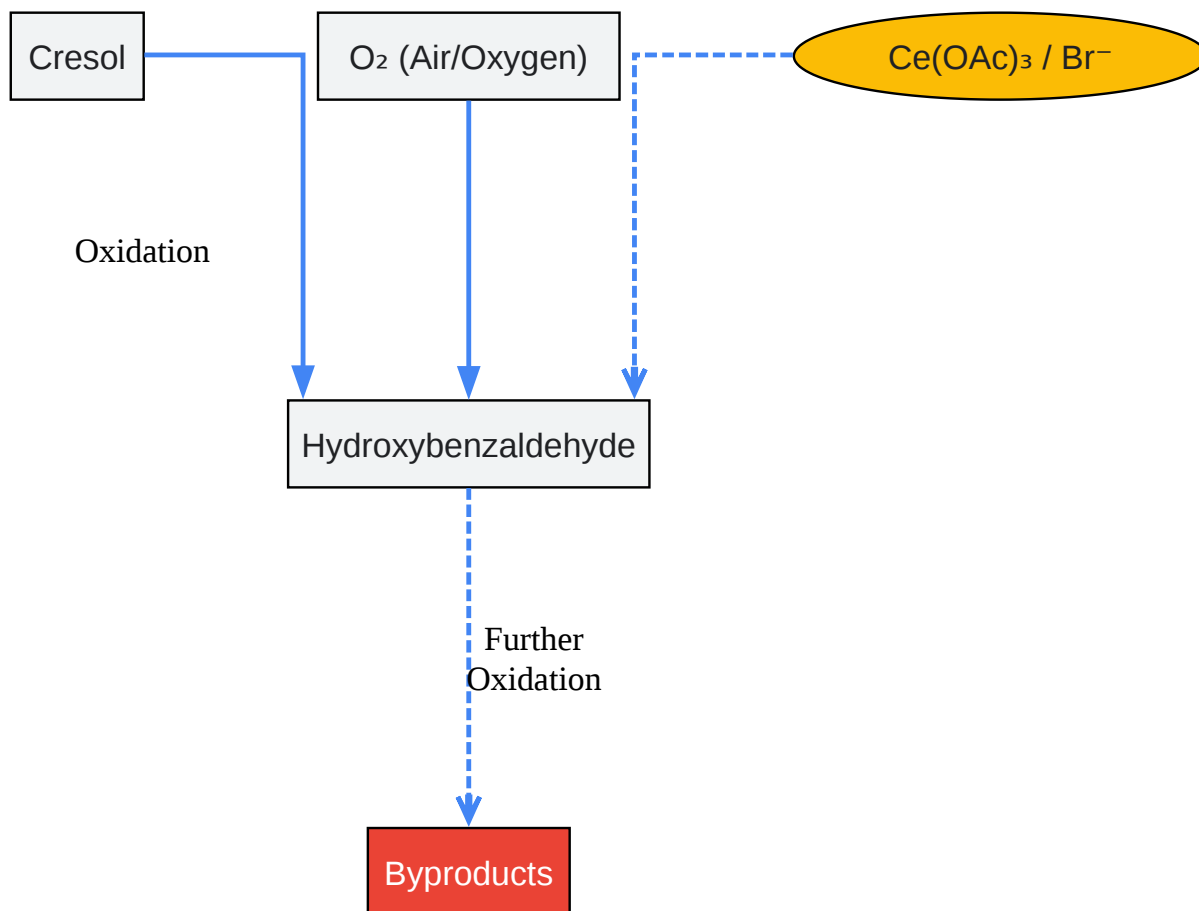 Cresol
O₂ (Air/Oxygen)
Ce(OAc)₃ / Br⁻
Oxidation
Hydroxybenzaldehyde
Further
Oxidation
Byproducts